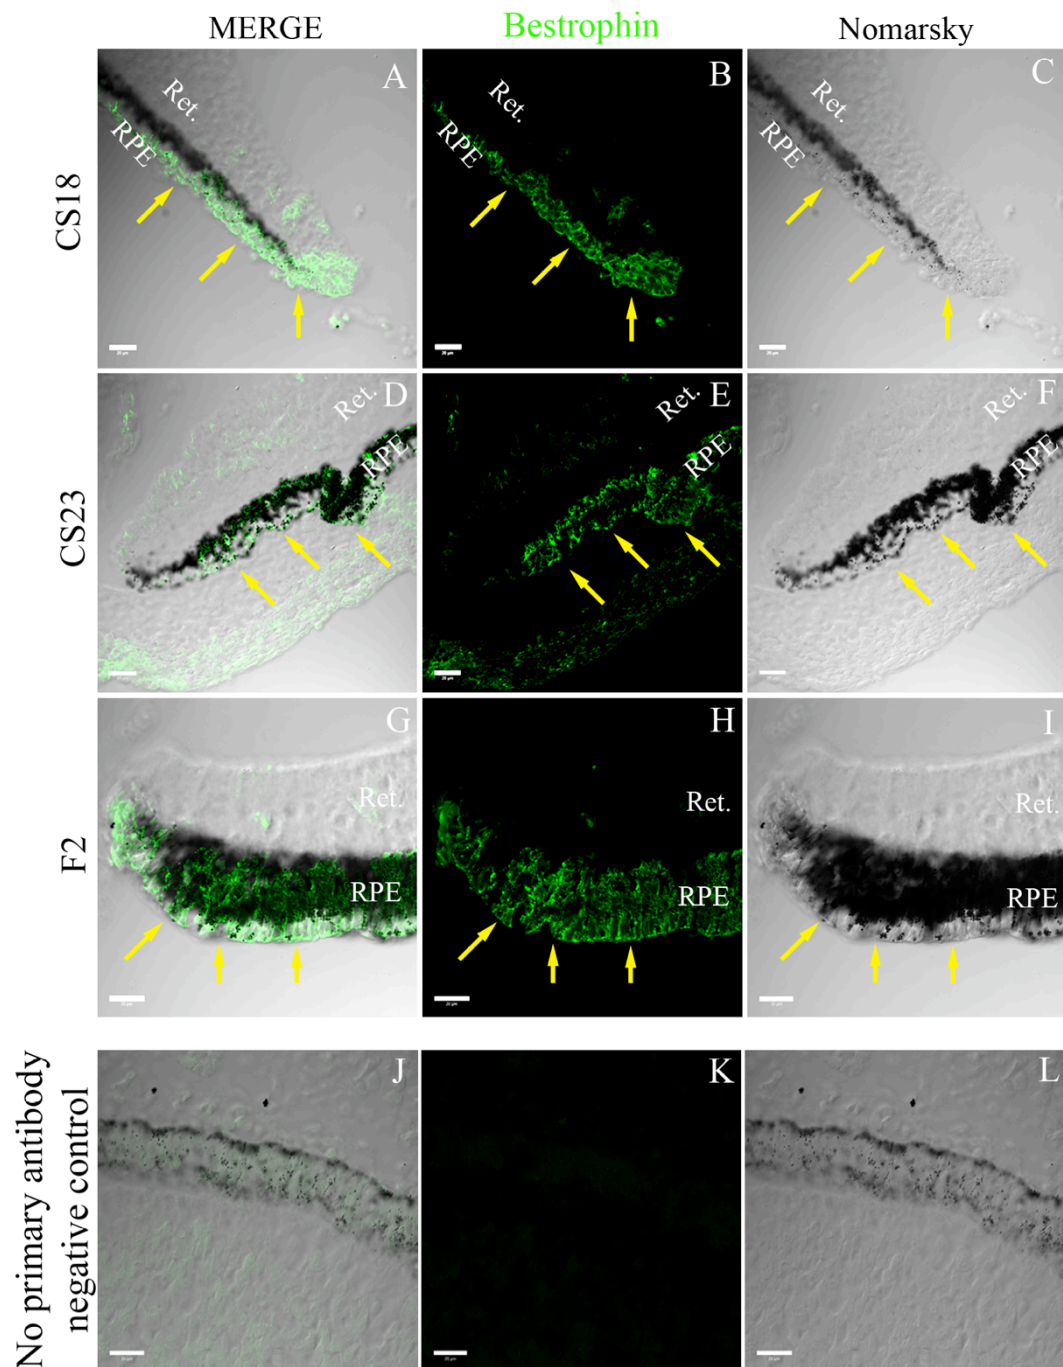 MERGE
Bestrophin
Nomarsky
CS18
A
Ret.
RPE
B
Ret.
RPE
C
Ret.
RPE
CS23
D
Ret.
RPE
E
Ret.
RPE
F
Ret.
RPE
F2
G
Ret.
RPE
H
Ret.
RPE
I
Ret.
RPE
No primary antibody
negative control
J
K
L